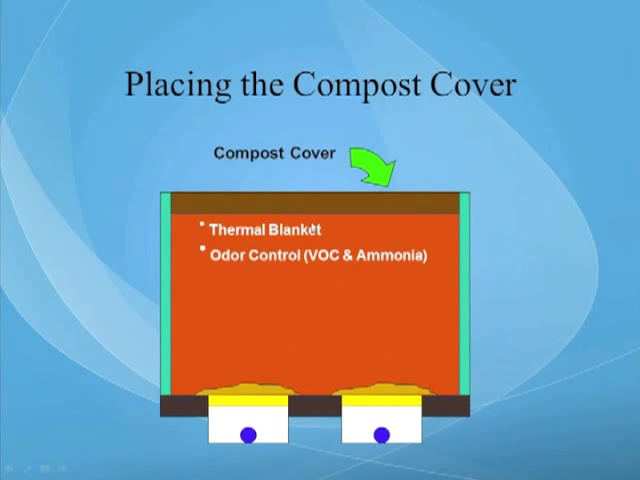 Placing the Compost Cover
Compost Cover
• Thermal Blanket
• Odor Control (VOC & Ammonia)